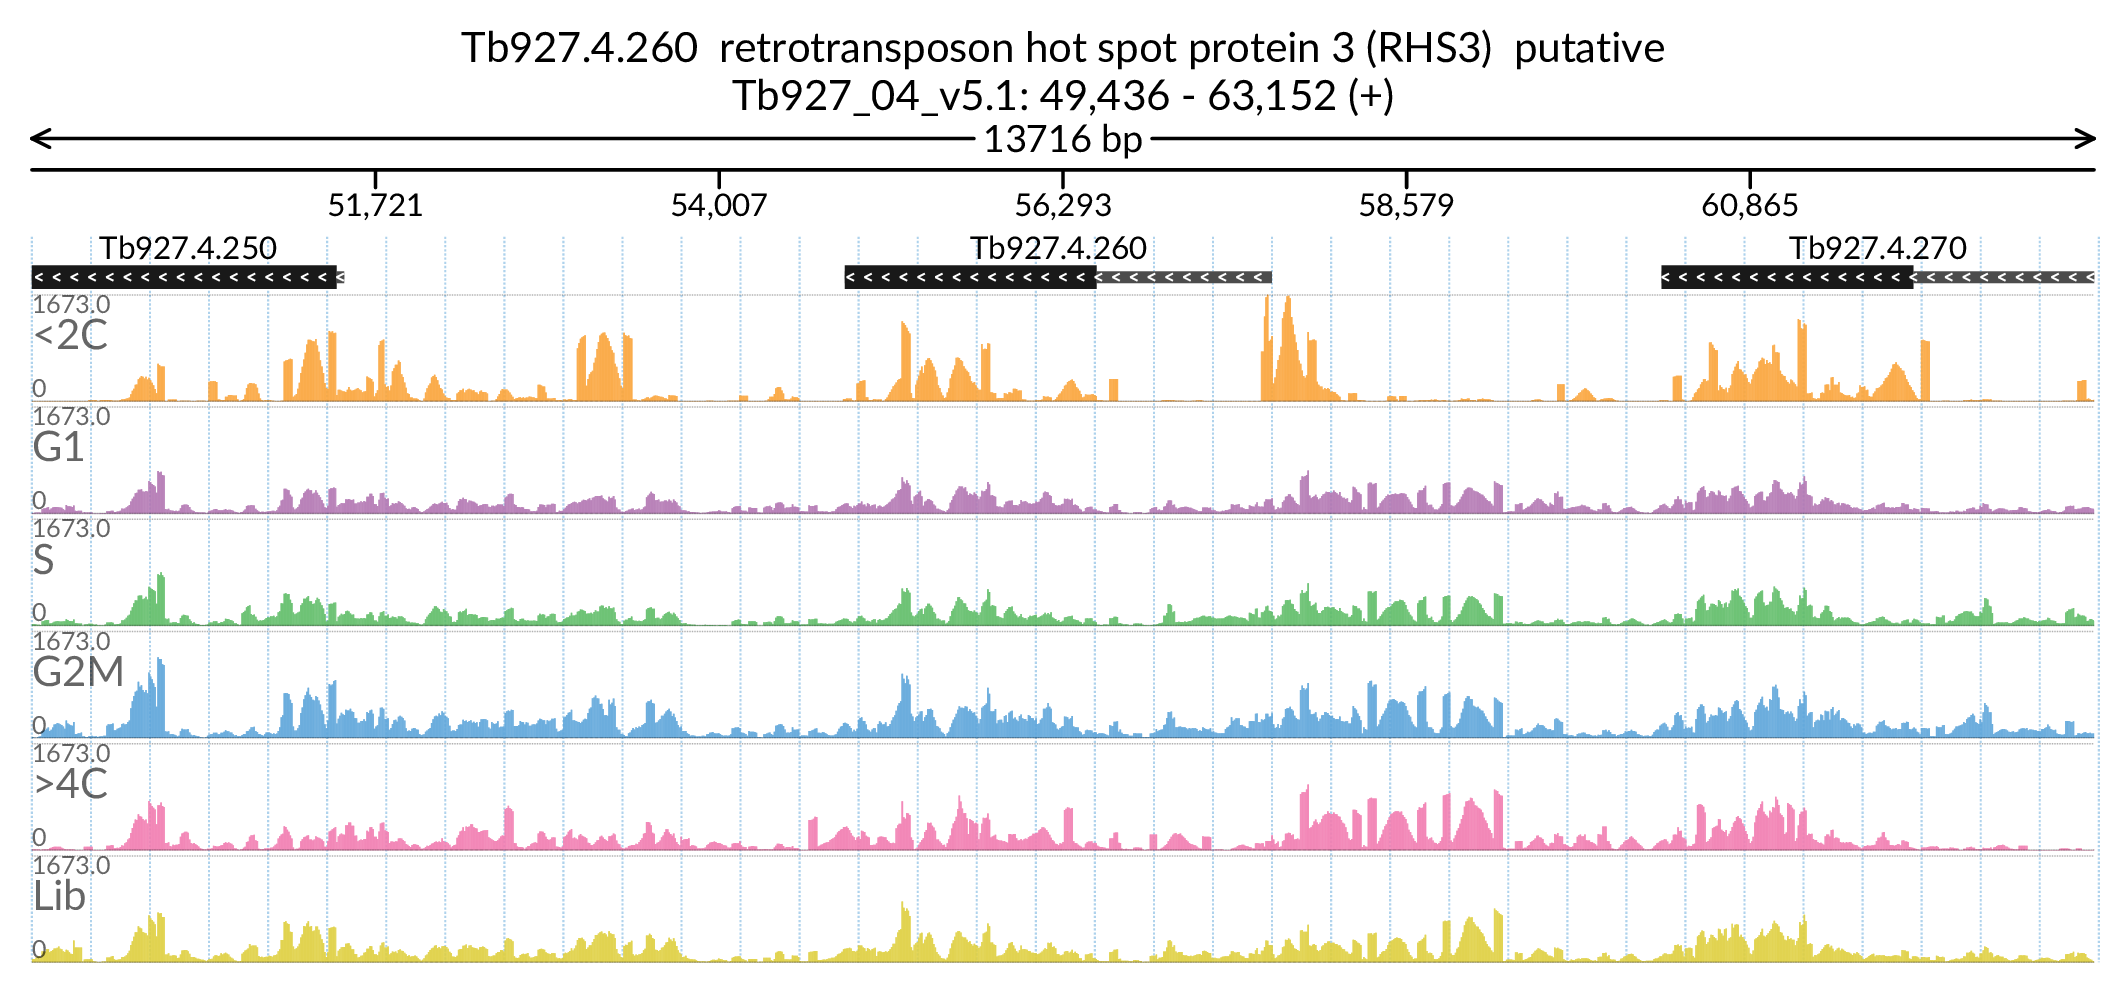 Tb927.4.260 retrotransposon hot spot protein 3 (RHS3) putative
Tb927_04_v5.1: 49,436 - 63,152 (+)
13716 bp
51,721 54,007 56,293 58,579 60,865
Tb927.4.250 Tb927.4.260 Tb927.4.270
1673.0
<2C
0
1673.0
G1
0
1673.0
S
0
1673.0
G2M
0
1673.0
>4C
0
1673.0
Lib
0